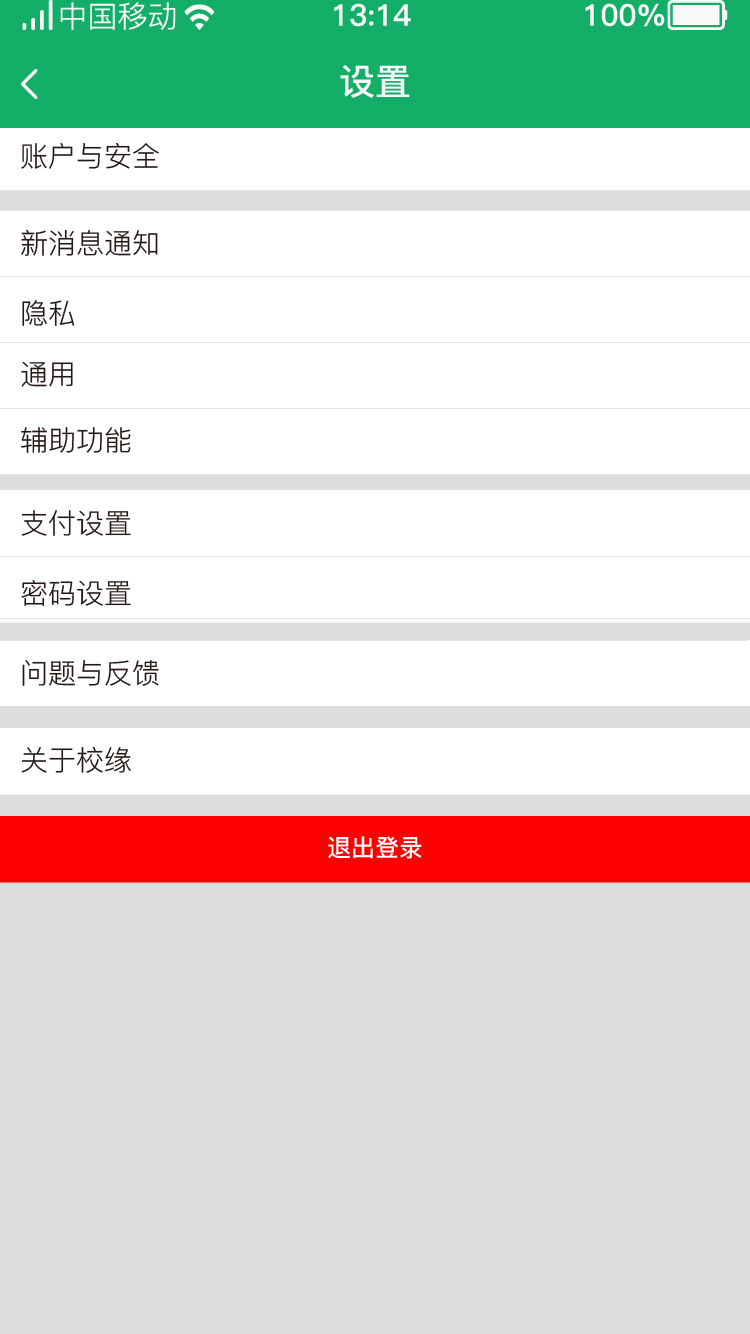 中国移动 13:14 100%
设置
账户与安全
新消息通知
隐私
通用
辅助功能
支付设置
密码设置
问题与反馈
关于校缘
退出登录